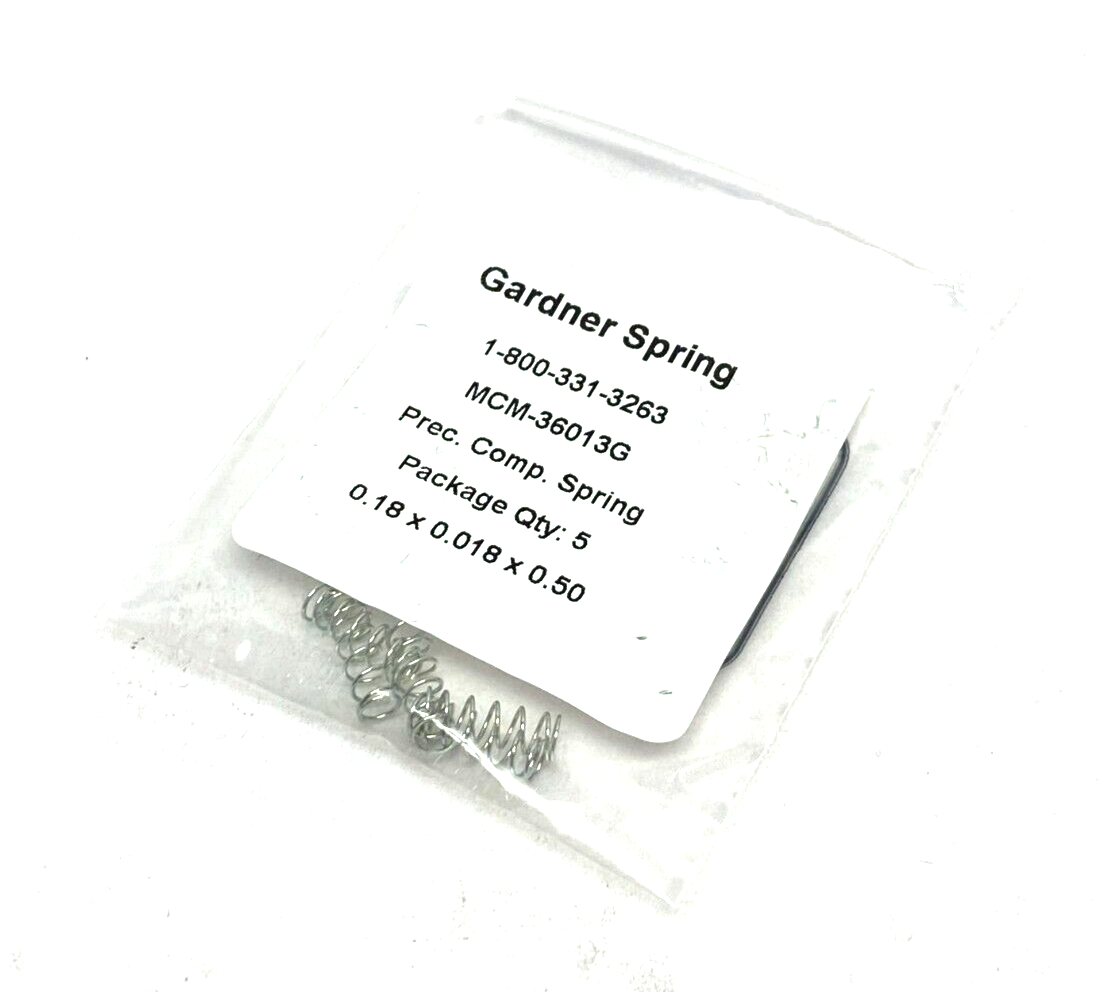 Gardner Spring
1-800-331-3263
MCM-36013G
Prec. Comp. Spring
Package Qty: 5
0.18 x 0.018 x 0.50